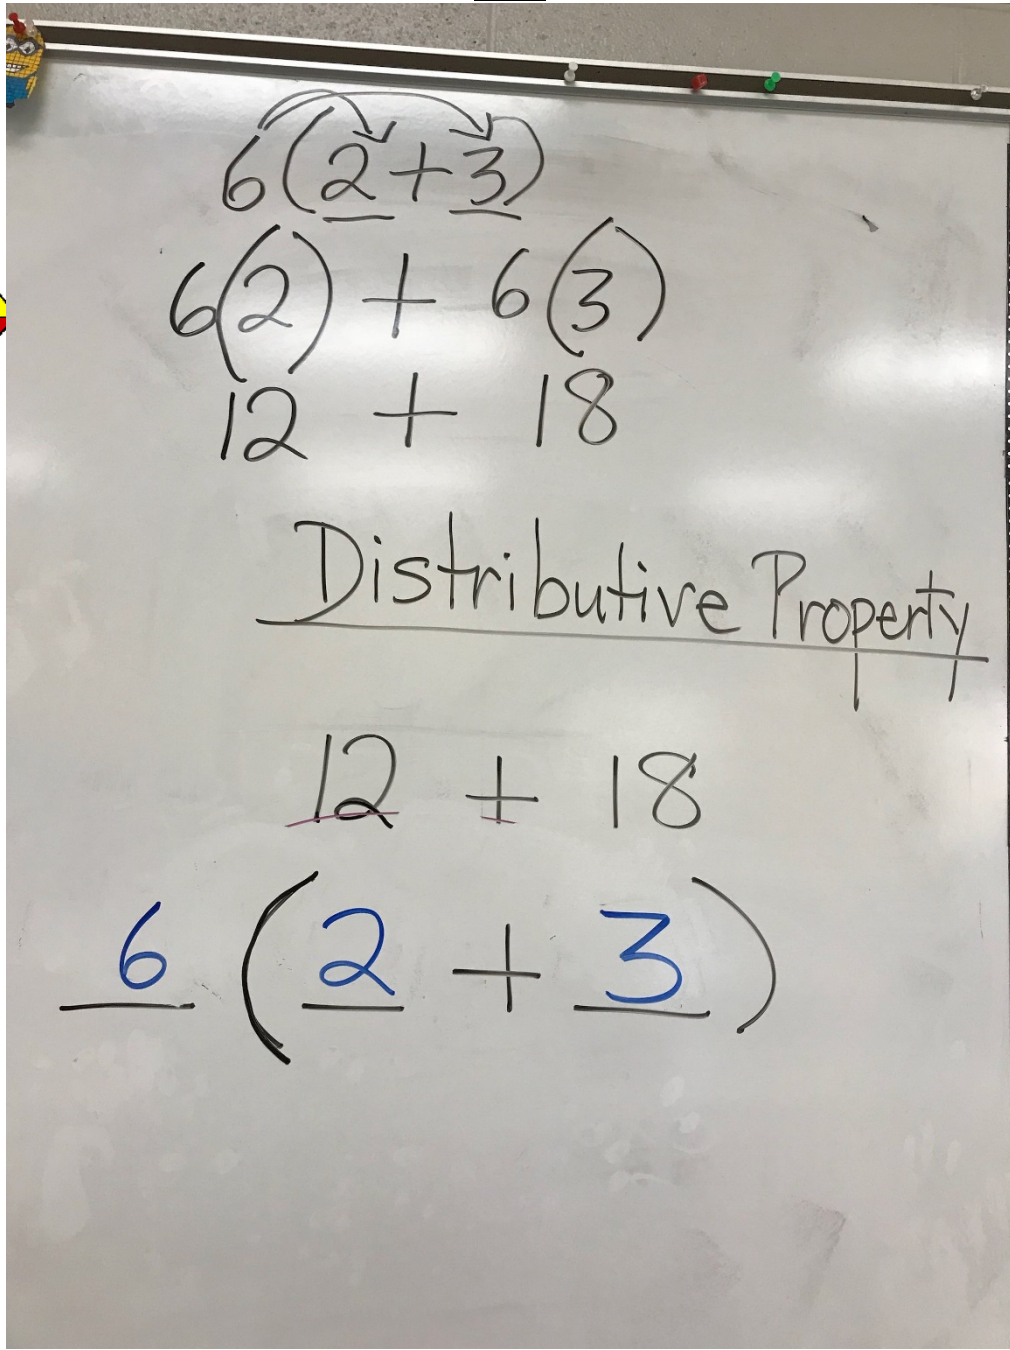 6(2+3)
6(2) + 6(3)
12 + 18
Distributive Property
12 + 18
6 (2 + 3)